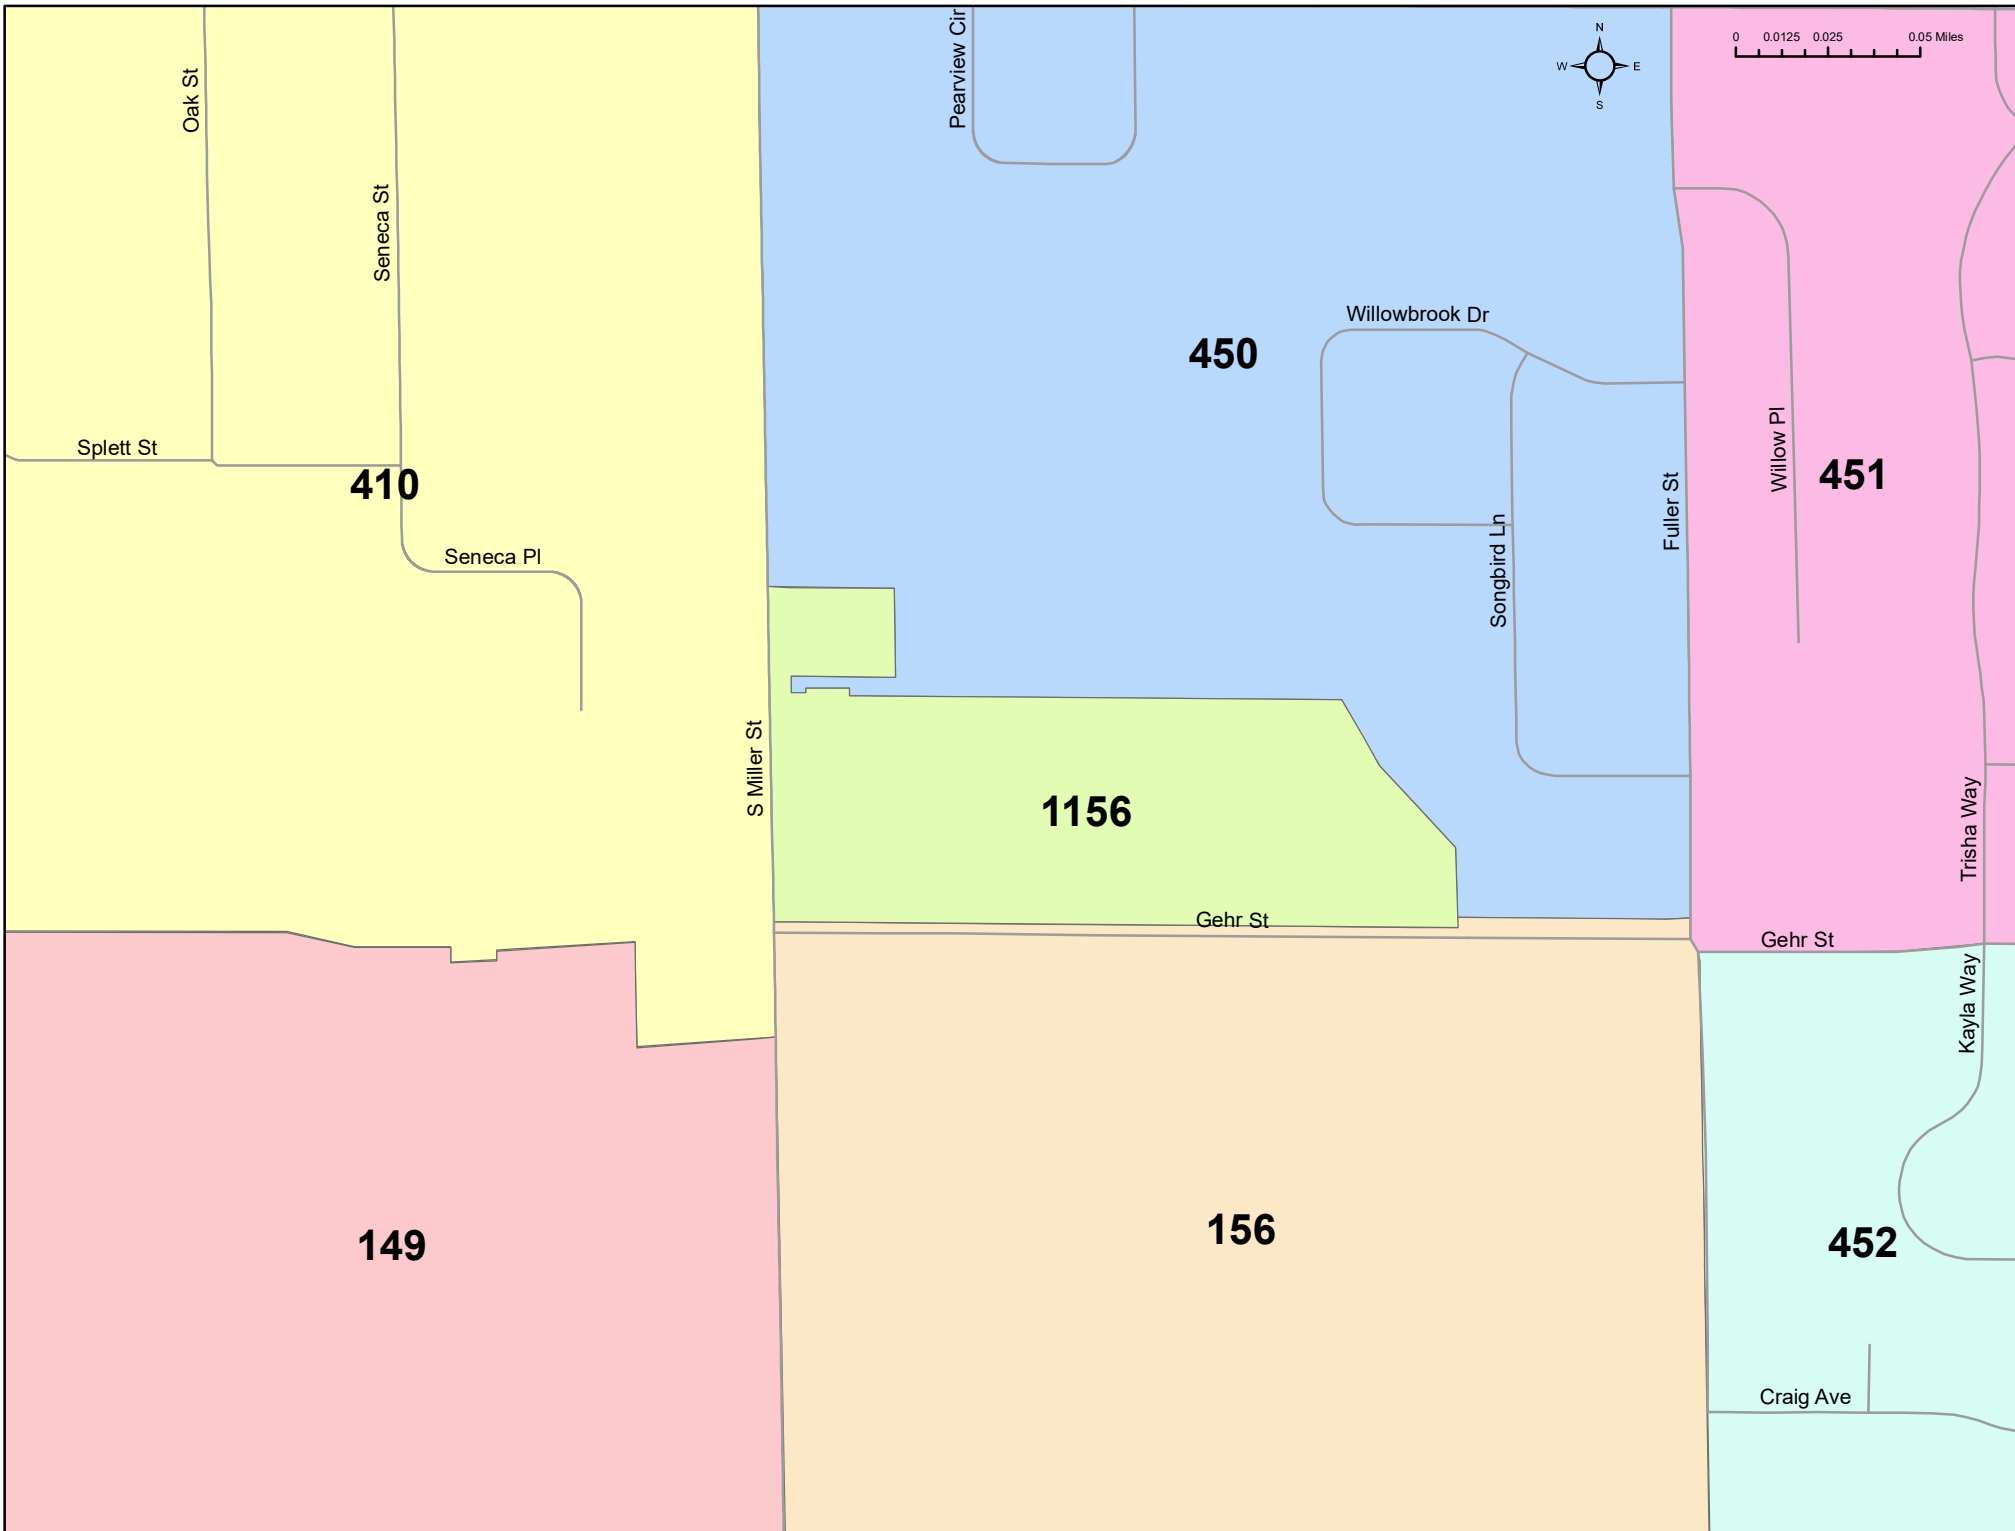 Pearview Cir
N
W
E
S
0
0.0125
0.025
0.05 Miles
Oak St
Seneca St
Willowbrook Dr
450
Splett St
410
Willow Pl
451
Fuller St
Songbird Ln
Seneca Pl
S Miller St
1156
Trisha Way
Gehr St
Gehr St
Kayla Way
149
156
452
Craig Ave